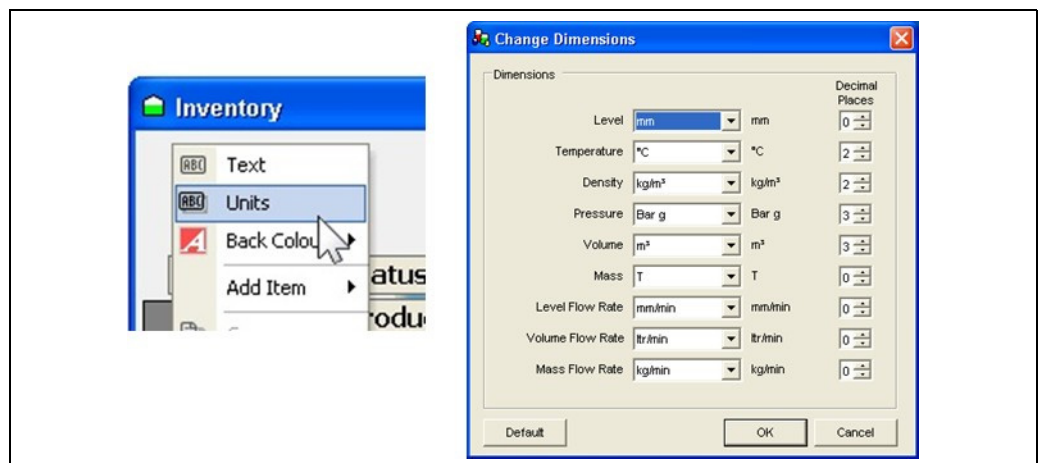 Inventory
ABC Text
ABC Units
A Back Colou
Add Item
atus
rodu
Change Dimensions
Dimensions
Decimal
Places
Level mm mm 0
Temperature °C °C 2
Density kg/m³ kg/m³ 2
Pressure Bar g Bar g 3
Volume m³ m³ 3
Mass T T 0
Level Flow Rate mm/min mm/min 0
Volume Flow Rate ltr/min ltr/min 0
Mass Flow Rate kg/min kg/min 0
Default OK Cancel